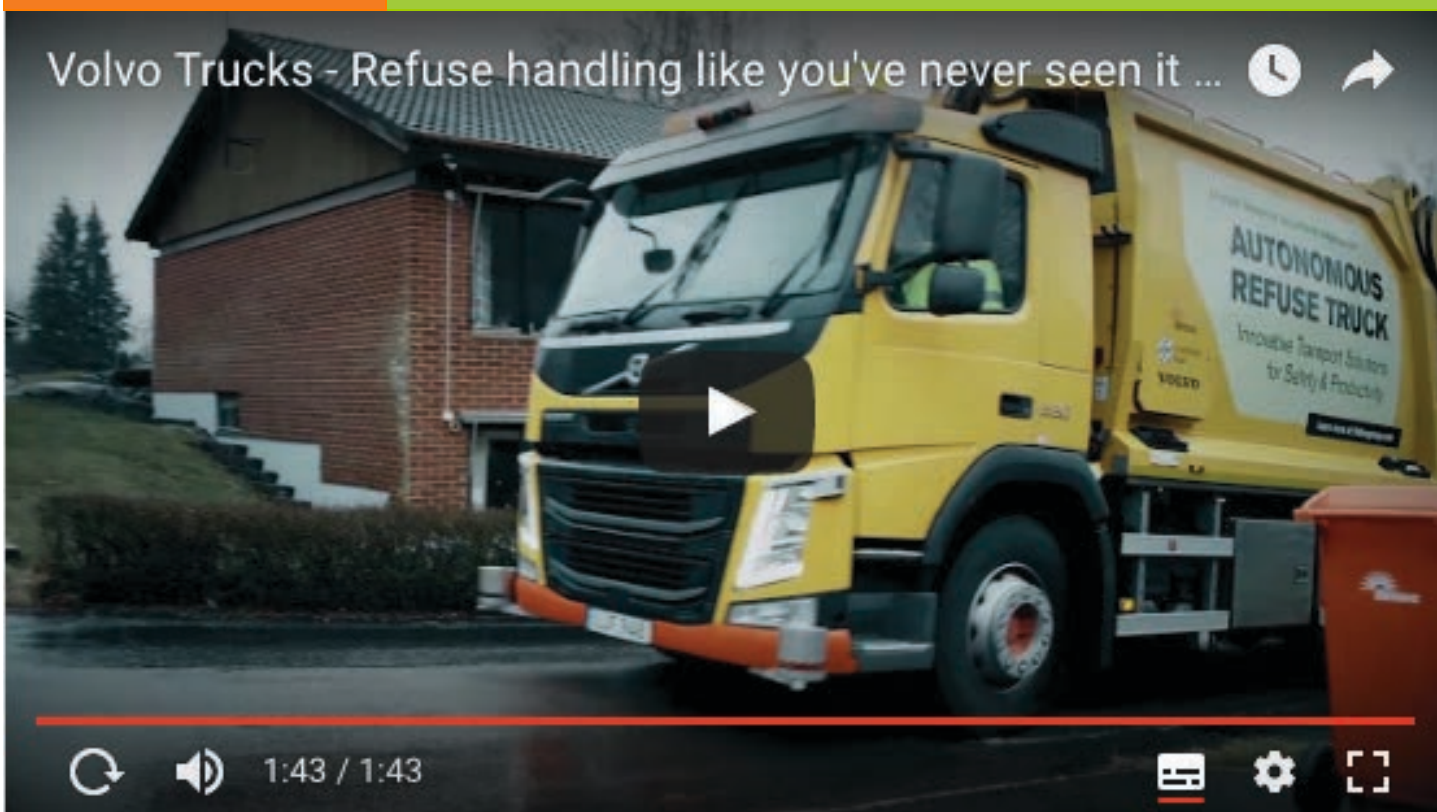 Volvo Trucks - Refuse handling like you've never seen it ...
AUTONOMOUS
REFUSE TRUCK
Innovative Transport Solutions
for Safety & Productivity
VOLVO
1:43 / 1:43